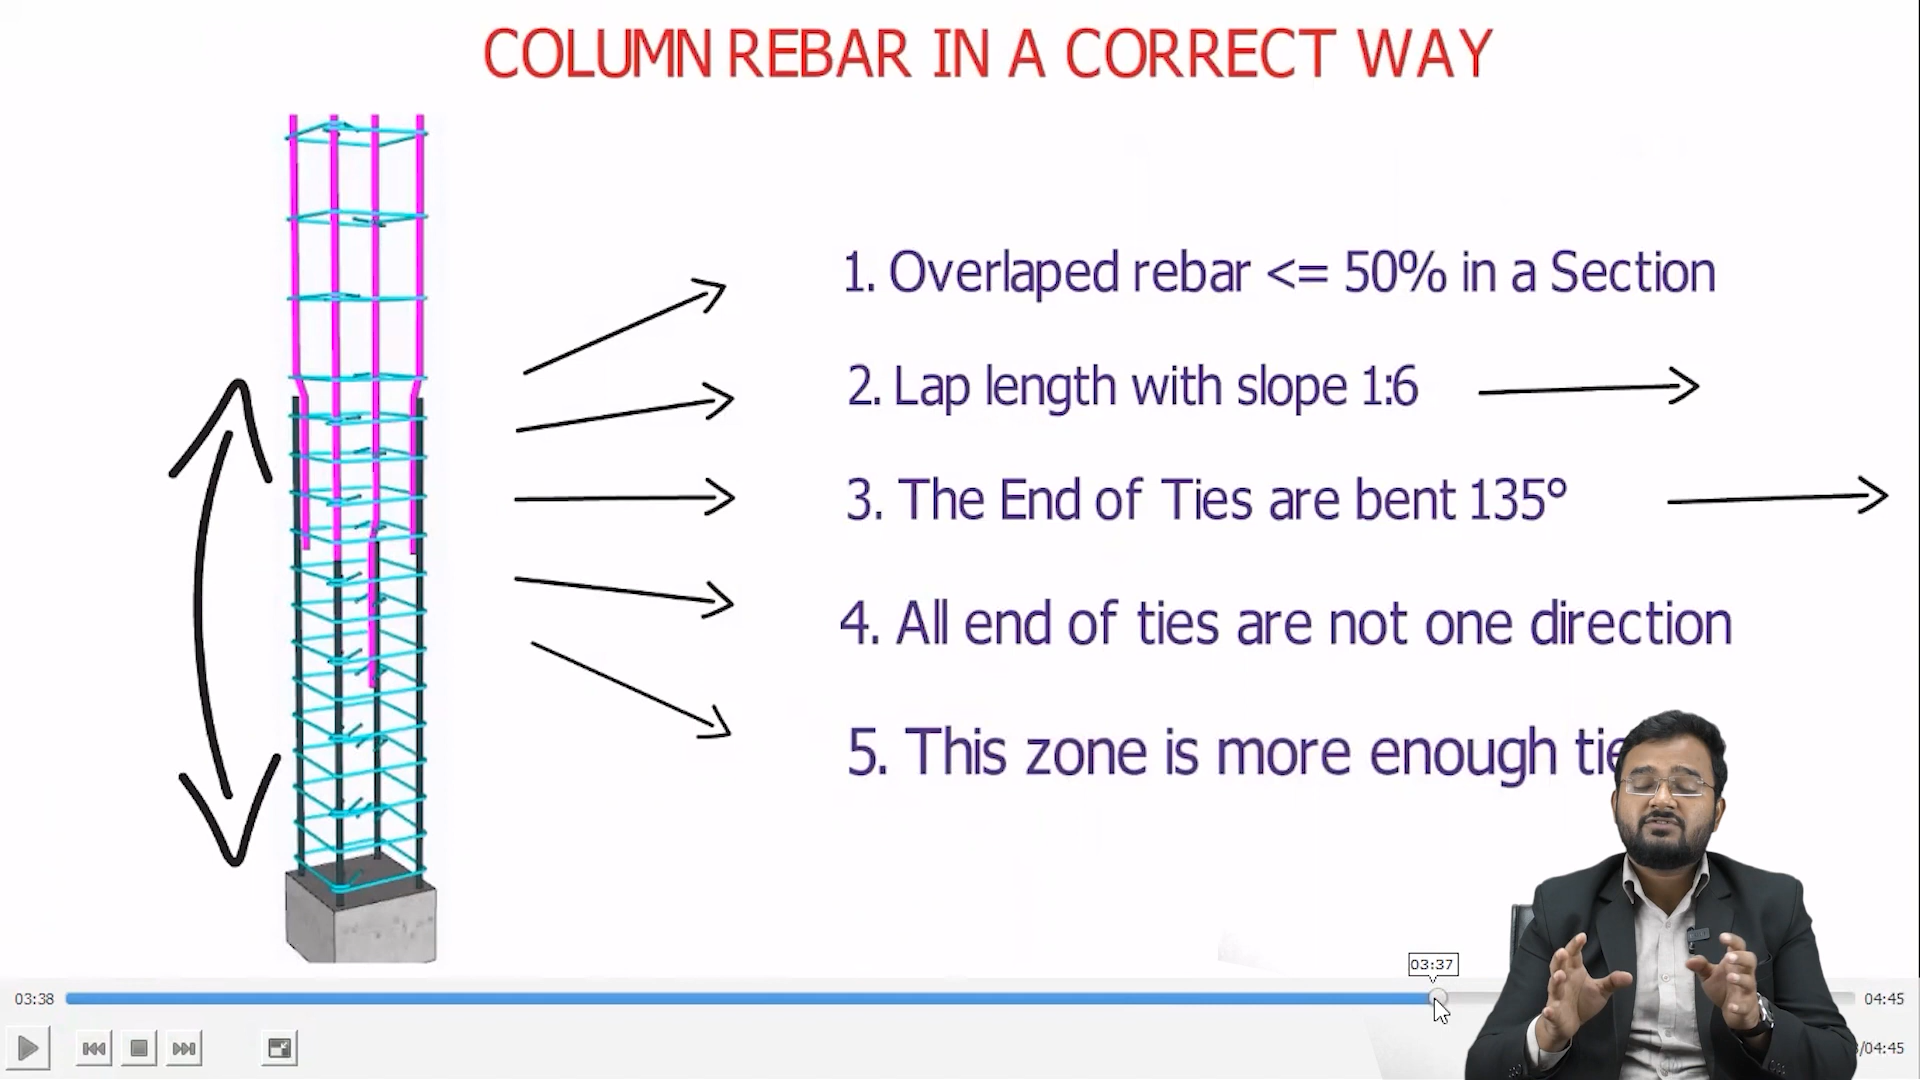 COLUMN REBAR IN A CORRECT WAY
1. Overlaped rebar <= 50% in a Section
2. Lap length with slope 1:6
3. The End of Ties are bent 135°
4. All end of ties are not one direction
5. This zone is more enough
03:37
03:38
04:45
/04:45